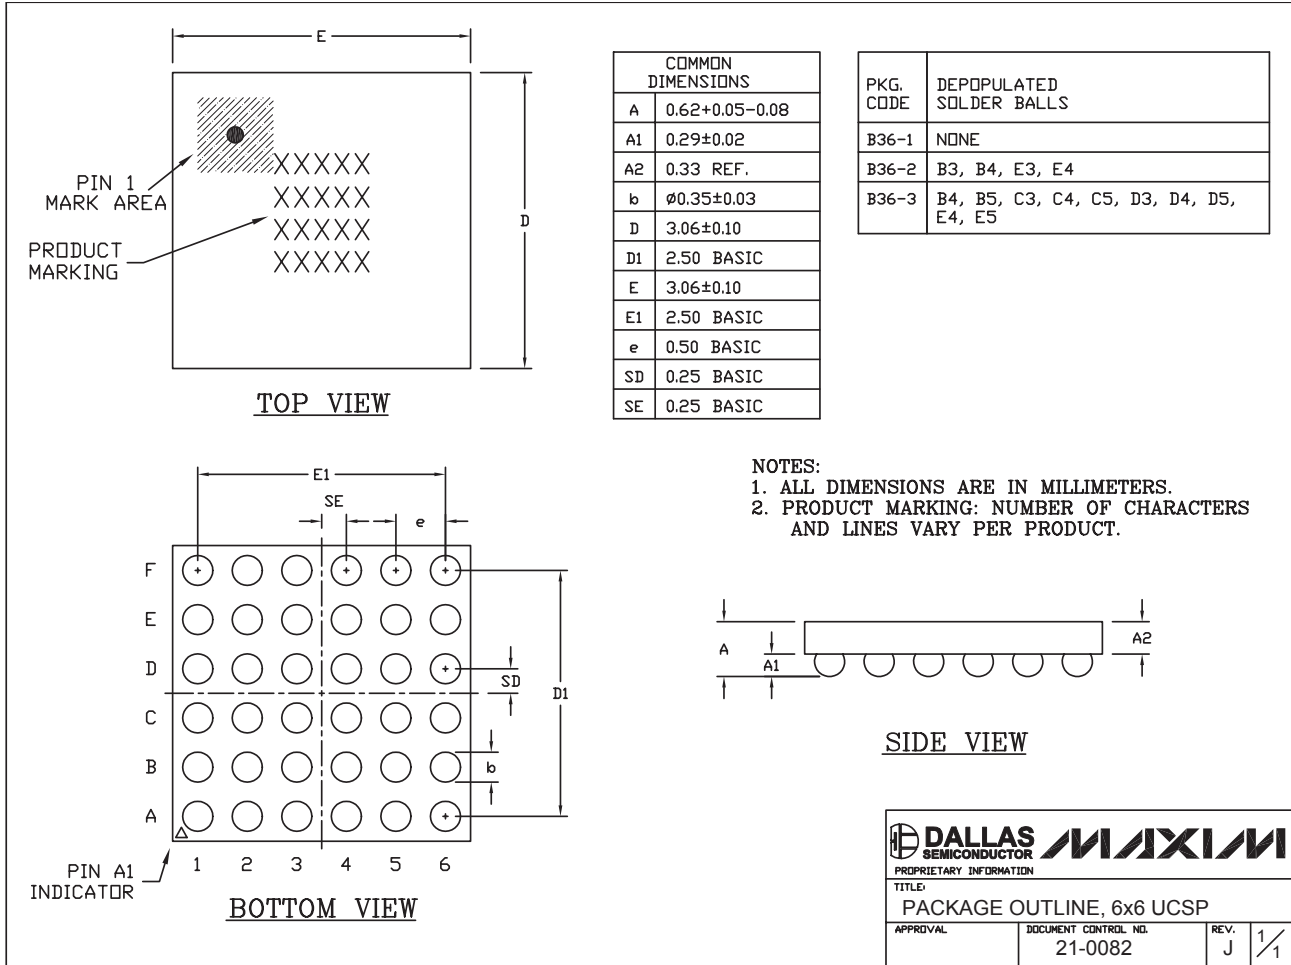 E
D
PIN 1
MARK AREA
PRODUCT
MARKING
XXXXX
XXXXX
XXXXX
XXXXX
TOP VIEW
COMMON
DIMENSIONS
A 0.62+0.05-0.08
A1 0.29±0.02
A2 0.33 REF.
b ø0.35±0.03
D 3.06±0.10
D1 2.50 BASIC
E 3.06±0.10
E1 2.50 BASIC
e 0.50 BASIC
SD 0.25 BASIC
SE 0.25 BASIC
PKG. CODE DEPOPULATED SOLDER BALLS
B36-1 NONE
B36-2 B3, B4, E3, E4
B36-3 B4, B5, C3, C4, C5, D3, D4, D5,
E4, E5
NOTES:
1. ALL DIMENSIONS ARE IN MILLIMETERS.
2. PRODUCT MARKING: NUMBER OF CHARACTERS
AND LINES VARY PER PRODUCT.
E1
SE
e
F
E
D
SD
D1
C
B
b
A
1 2 3 4 5 6
PIN A1
INDICATOR
BOTTOM VIEW
A
A1
A2
SIDE VIEW
DALLAS
SEMICONDUCTOR
MAXIM
PROPRIETARY INFORMATION
TITLE:
PACKAGE OUTLINE, 6x6 UCSP
APPROVAL
DOCUMENT CONTROL NO.
21-0082
REV.
J
1/1